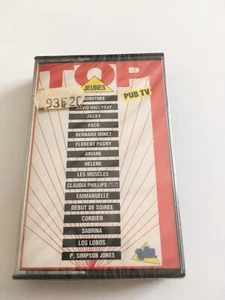 TOP
JEUNES
93F20
PUB TV
DOROTHEE
DAVID HALLYDAY
JACKY
PACO
BERNARD MINET
FLORENT PAGNY
ARIANE
HELENE
LES MUSCLES
CLAUDIA PHILLIPS
EMMANUELLE
DEBUT DE SOIREE
CORBIER
SABRINA
LOS LOBOS
P. SIMPSON JONES